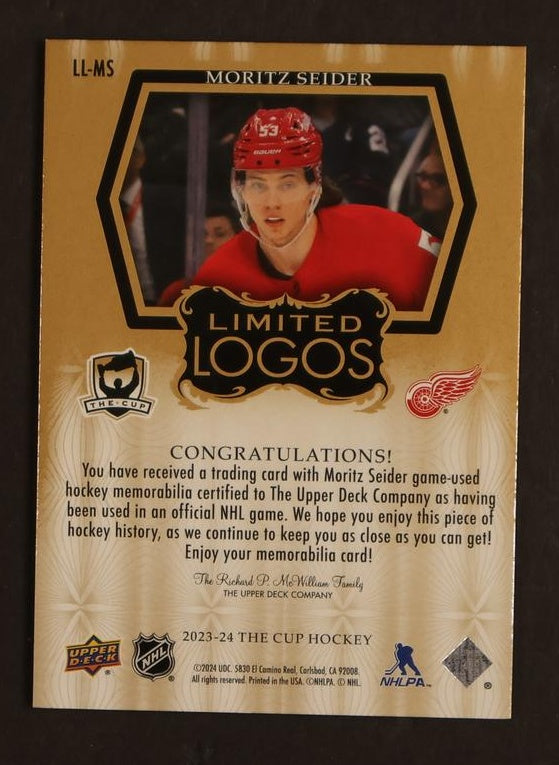 LL-MS
MORITZ SEIDER
53
BAUER
2
LIMITED
LOGOS
THE CUP
CONGRATULATIONS!
You have received a trading card with Moritz Seider game-used
hockey memorabilia certified to The Upper Deck Company as having
been used in an official NHL game. We hope you enjoy this piece of
hockey history, as we continue to keep you as close as you can get!
Enjoy your memorabilia card!
The Richard P. McWilliam Family
THE UPPER DECK COMPANY
2023-24 THE CUP HOCKEY
UPPER
D·E·C·K
NHL
©2024 UDC. 5830 El Camino Real, Carlsbad, CA 92008.
All rights reserved. Printed in the USA. ©NHLPA. © NHL.
NHLPA